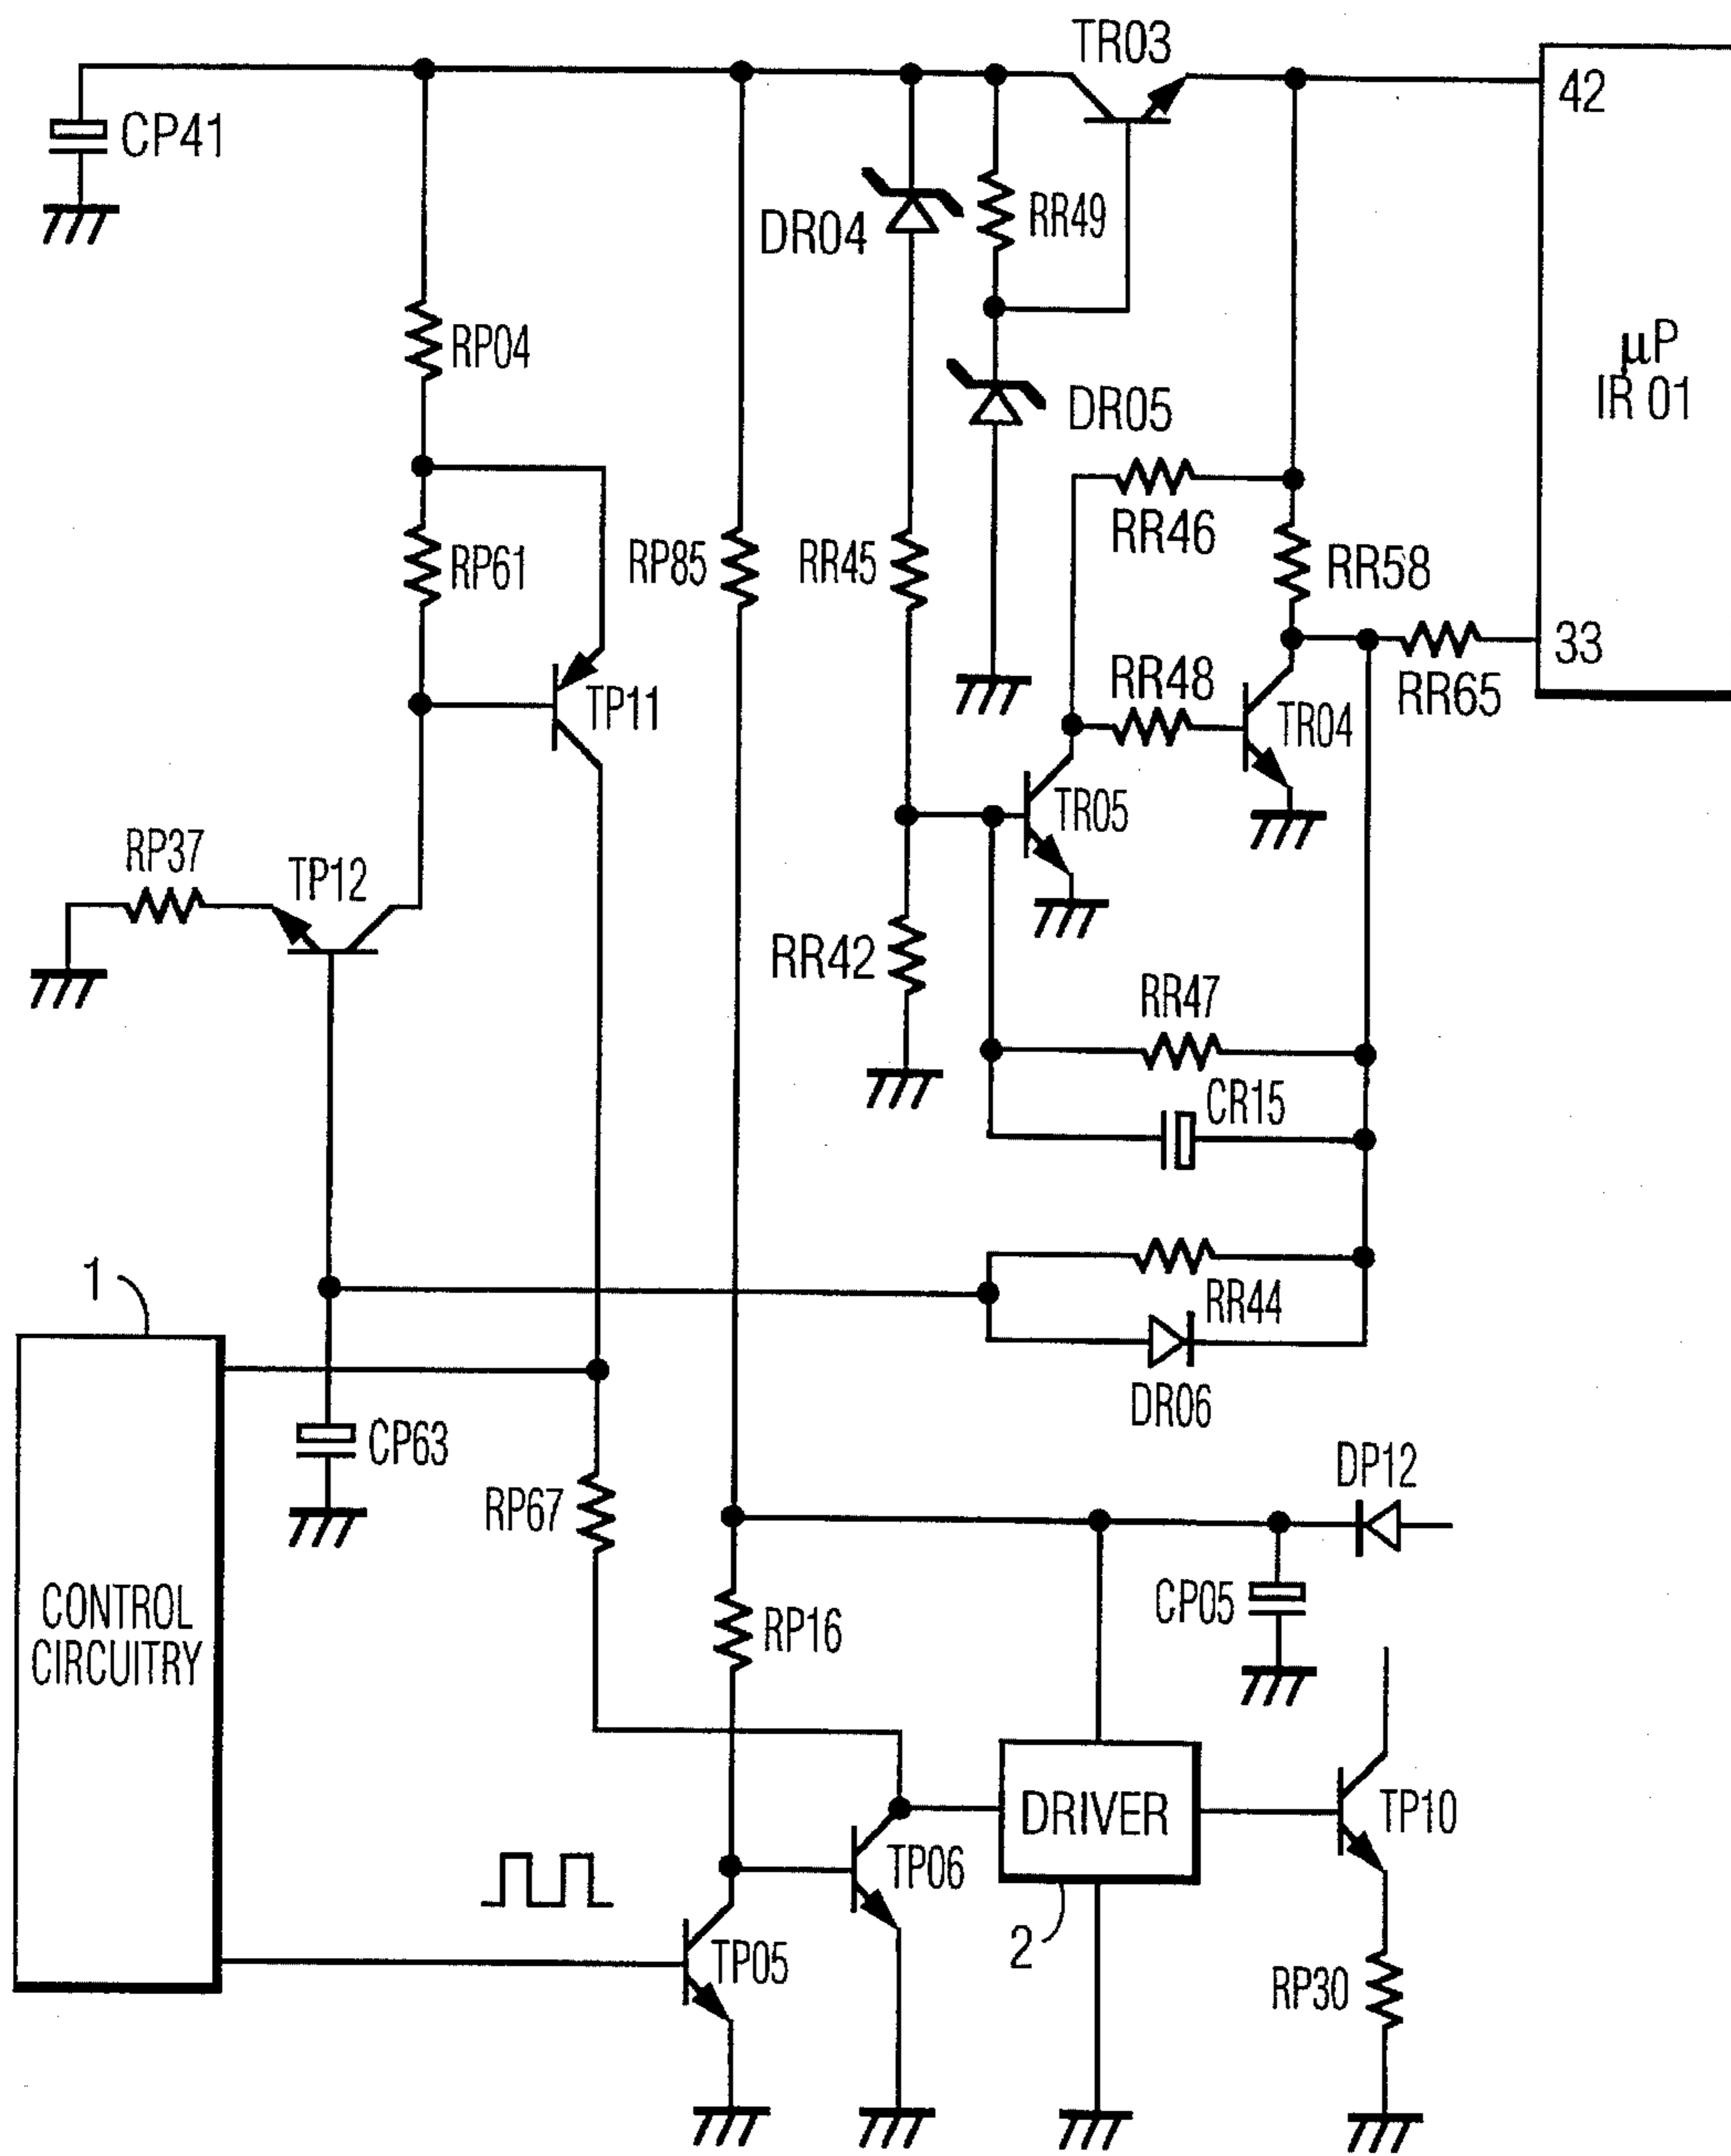 TR03
42
CP41
DR04
RR49
RP04
μP
IR 01
DR05
RP61
RP85
RR45
RR46
RR58
33
RR48
RR65
TP11
TR04
TR05
RP37
TP12
RR42
RR47
CR15
1
RR44
DR06
CP63
DP12
RP67
CP05
RP16
CONTROL
CIRCUITRY
DRIVER
TP10
TP06
2
TP05
RP30